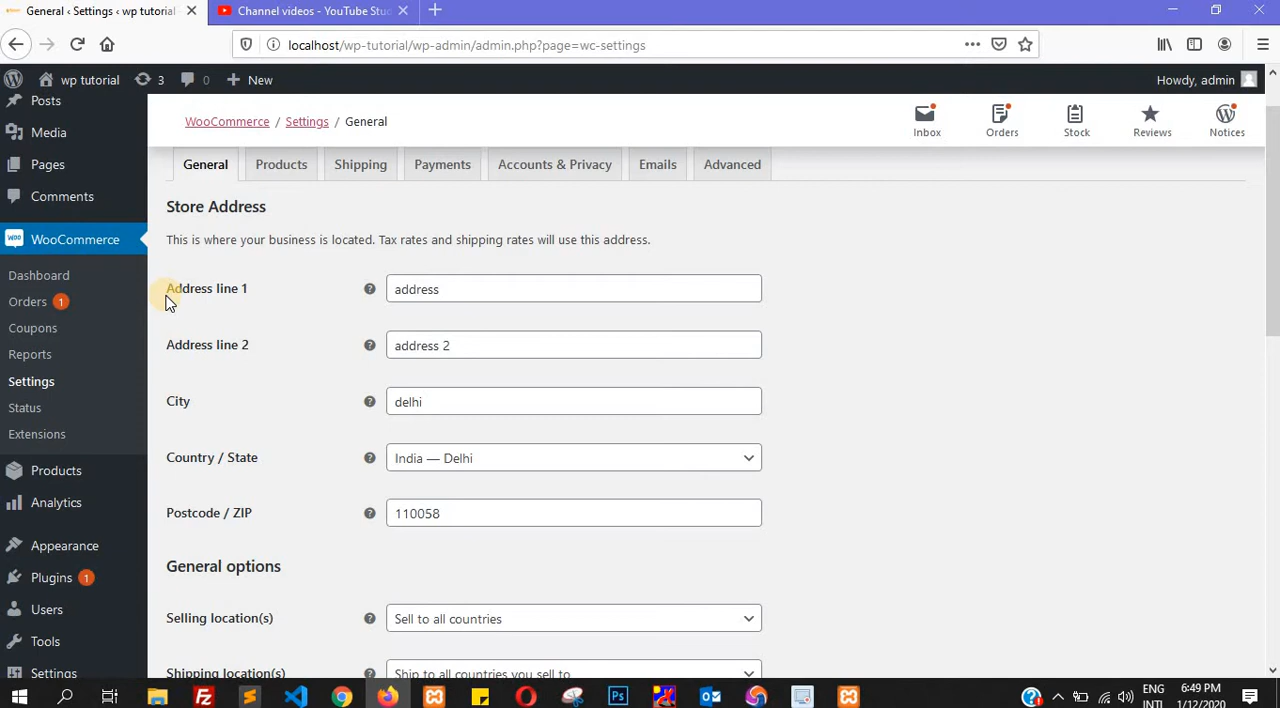 General < Settings < wp tutorial
Channel videos - YouTube Stu
localhost/wp-tutorial/wp-admin/admin.php?page=wc-settings
wp tutorial
3
0
New
Howdy, admin
Posts
Media
Pages
Comments
WooCommerce
Dashboard
Orders 1
Coupons
Reports
Settings
Status
Extensions
Products
Analytics
Appearance
Plugins 1
Users
Tools
Settings
WooCommerce / Settings / General
Inbox
Orders
Stock
Reviews
Notices
General
Products
Shipping
Payments
Accounts & Privacy
Emails
Advanced
Store Address
This is where your business is located. Tax rates and shipping rates will use this address.
Address line 1
address
Address line 2
address 2
City
delhi
Country / State
India — Delhi
Postcode / ZIP
110058
General options
Selling location(s)
Sell to all countries
Shipping location(s)
Ship to all countries you sell to
ENG
INTL
6:49 PM
1/12/2020